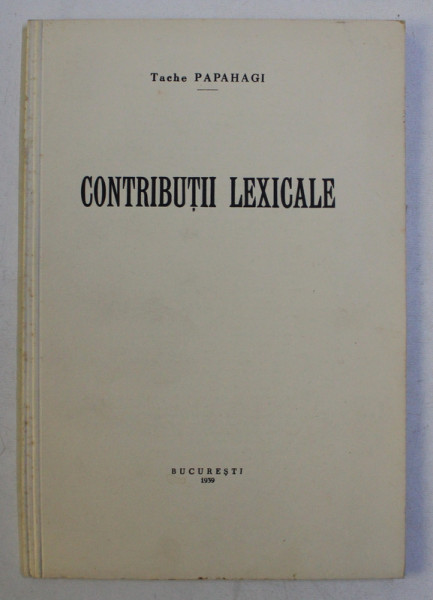 Tache PAPAHAGI
CONTRIBUȚII LEXICALE
BUCUREȘTI
1939